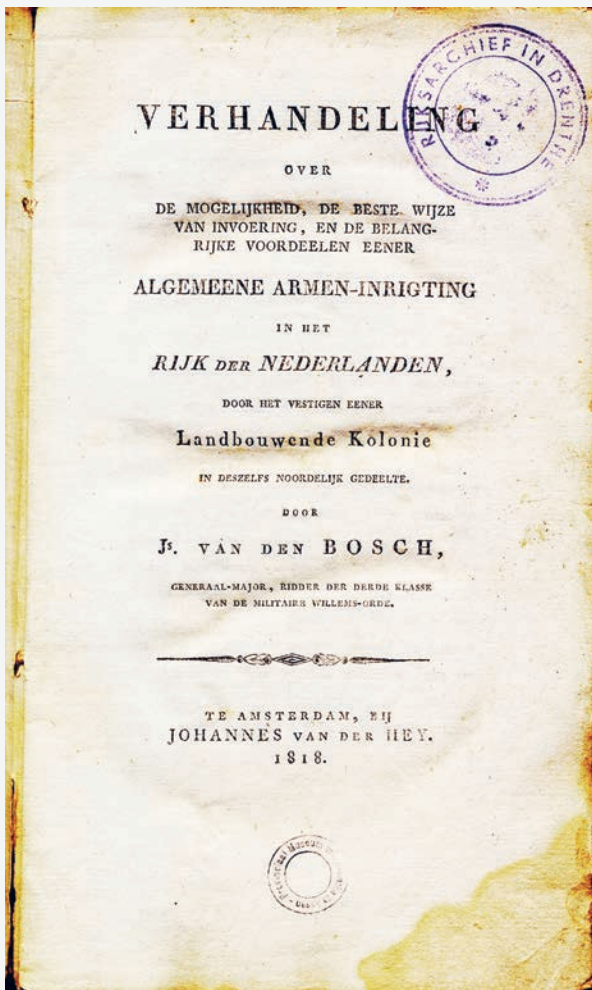 VERHANDELING
OVER
DE MOGELIJKHEID, DE BESTE WIJZE
VAN INVOERING, EN DE BELANG-
RIJKE VOORDEELEN EENER
ALGEMEENE ARMEN-INRIGTING
IN HET
RIJK DER NEDERLANDEN,
DOOR HET VESTIGEN EENER
Landbouwende Kolonie
IN DESZELFS NOORDELIJK GEDEELTE.
DOOR
Js. VAN DEN BOSCH,
GENERAAL-MAJOR, RIDDER DER DERDE KLASSE
VAN DE MILITAIRE WILLEMS-ORDE.
TE AMSTERDAM, BIJ
JOHANNES VAN DER HEY.
1818.
RIJKSARCHIEF IN DRENTHE
Provinciaal Museum